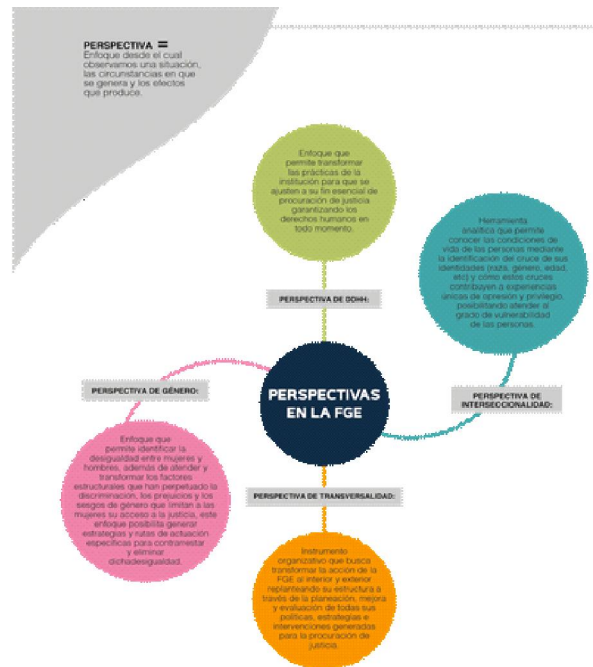 PERSPECTIVA =
Enfoque desde el cual
observamos una situación,
las circunstancias en que
se genera y los efectos
que produce.
Enfoque que
permite transformar
las prácticas de la
institución para que se
ajusten a su fin esencial de
procuración de justicia
garantizando los
derechos humanos en
todo momento.
PERSPECTIVA DE DDHH:
Herramienta
analítica que permite
conocer las condiciones de
vida de las personas mediante
la identificación del cruce de sus
identidades (raza, género, edad,
etc) y cómo estos cruces
contribuyen a experiencias
únicas de opresión y privilegio,
posibilitando atender al
grado de vulnerabilidad
de las personas.
PERSPECTIVA DE
INTERSECCIONALIDAD:
PERSPECTIVAS
EN LA FGE
PERSPECTIVA DE GÉNERO:
Enfoque que
permite identificar la
desigualdad entre mujeres y
hombres, además de atender y
transformar los factores
estructurales que han perpetuado la
discriminación, los prejuicios y los
sesgos de género que limitan a las
mujeres su acceso a la justicia, este
enfoque posibilita generar
estrategias y rutas de actuación
específicas para contrarrestar
y eliminar
dichadesigualdad.
PERSPECTIVA DE TRANSVERSALIDAD:
Instrumento
organizativo que busca
transformar la acción de la
FGE al interior y exterior
replanteando su estructura a
través de la planeación, mejora
y evaluación de todas sus
políticas, estrategias e
intervenciones generadas
para la procuración de
justicia.